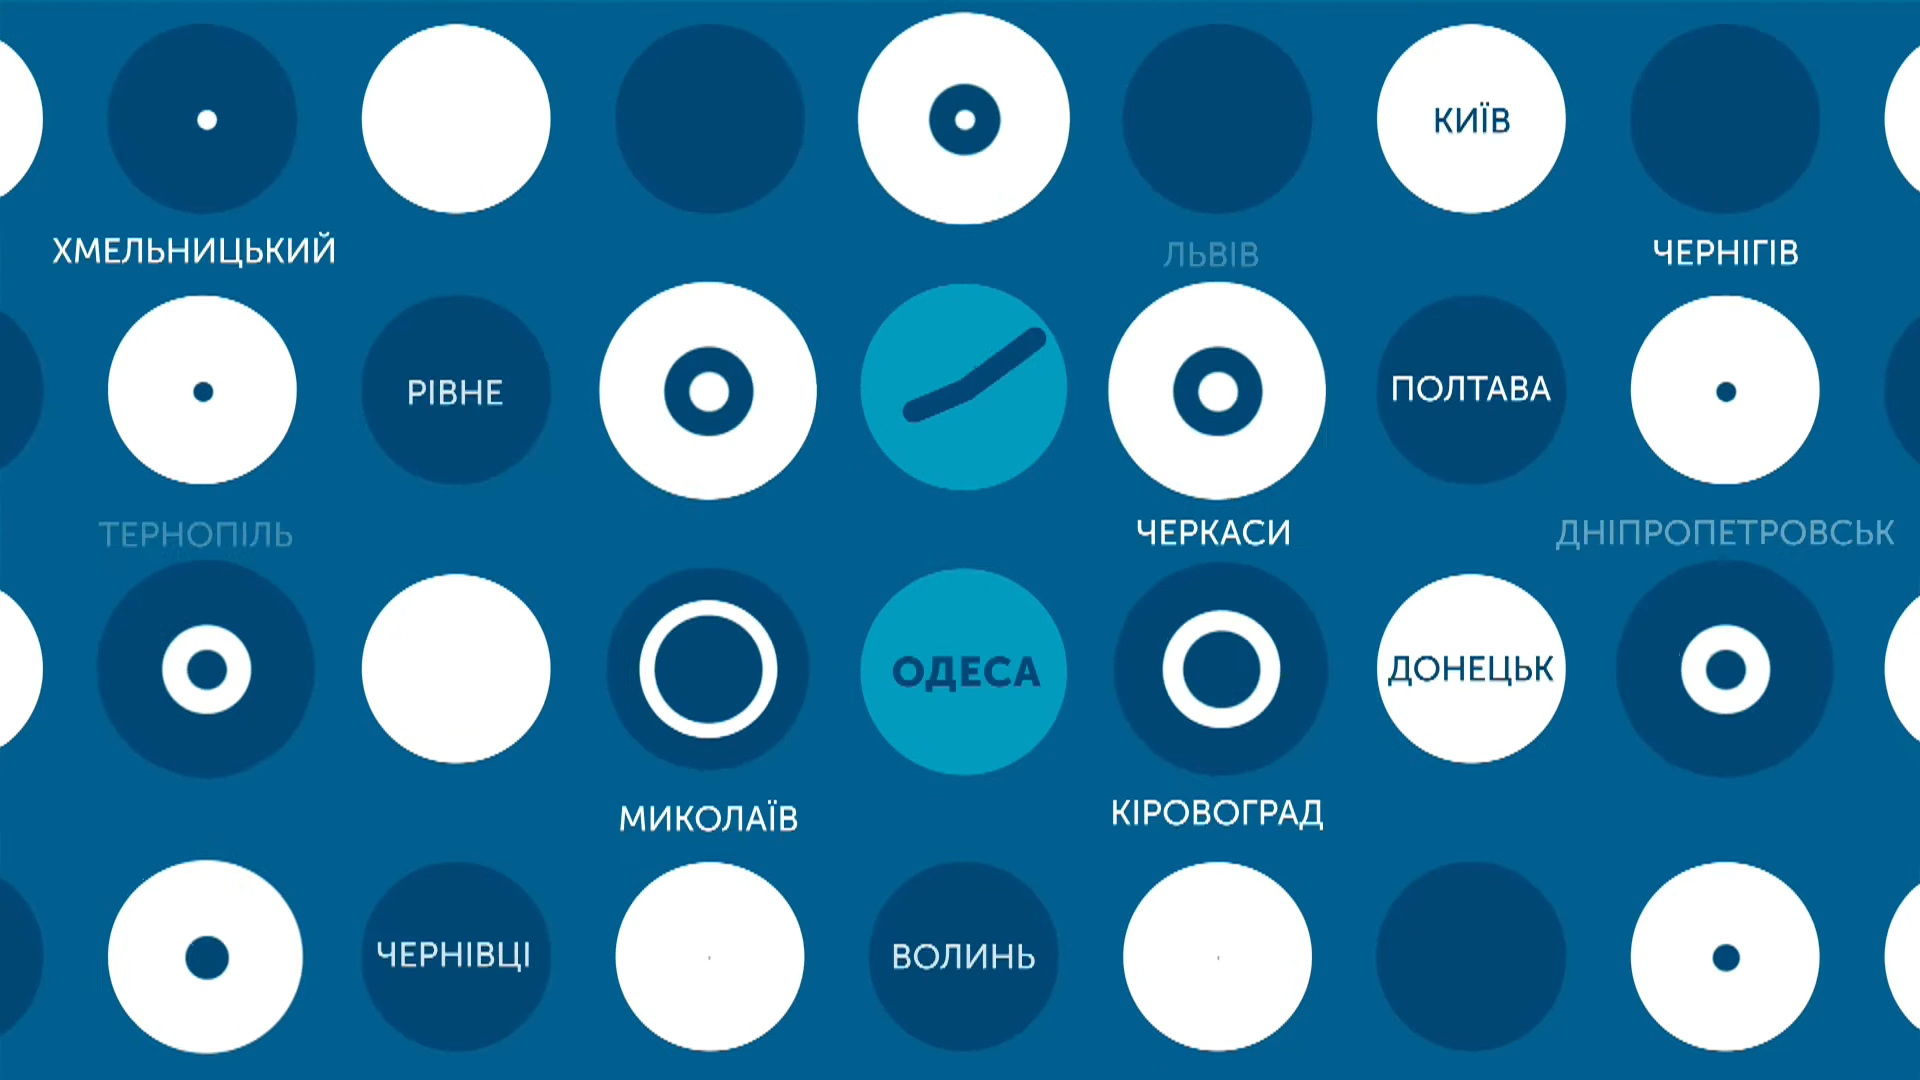 КИЇВ
ХМЕЛЬНИЦЬКИЙ
ЛЬВІВ
ЧЕРНІГІВ
РІВНЕ
ПОЛТАВА
ТЕРНОПІЛЬ
ЧЕРКАСИ
ДНІПРОПЕТРОВСЬК
ОДЕСА
ДОНЕЦЬК
МИКОЛАЇВ
КІРОВОГРАД
ЧЕРНІВЦІ
ВОЛИНЬ